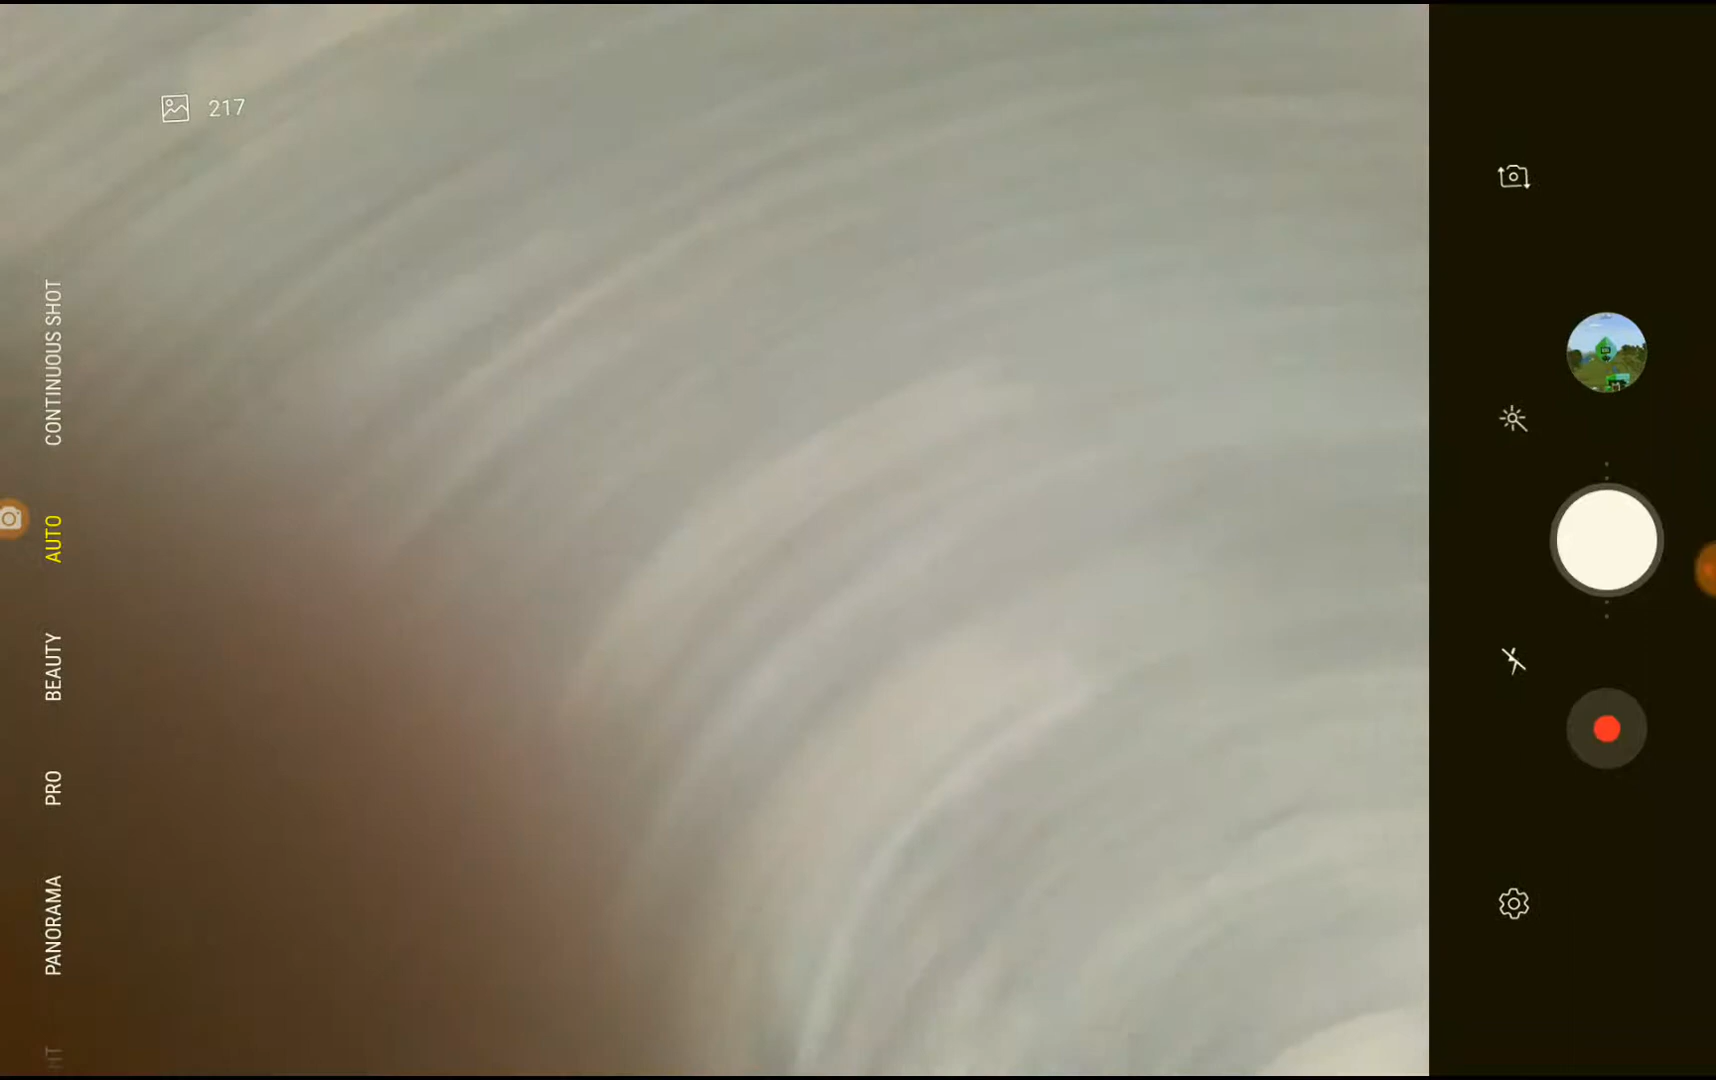 217
CONTINUOUS SHOT
AUTO
BEAUTY
PRO
PANORAMA